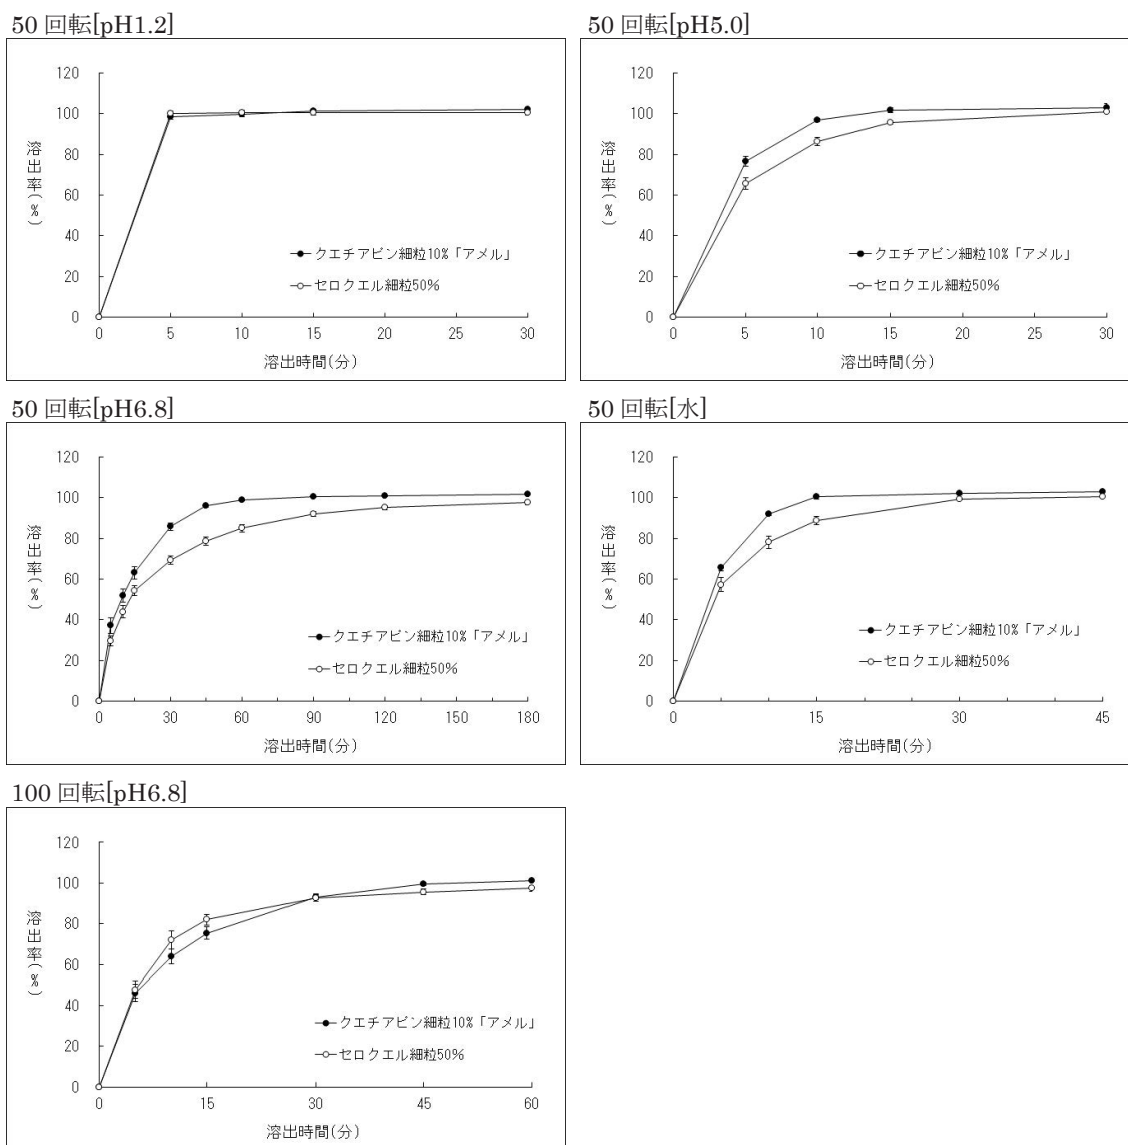 50 回転[pH1.2]
120
100
80
60
40
20
0
溶出率(%)
クエチアピン細粒10%「アメル」
セロクエル細粒50%
0 5 10 15 20 25 30
溶出時間(分)
50 回転[pH5.0]
120
100
80
60
40
20
0
溶出率(%)
クエチアピン細粒10%「アメル」
セロクエル細粒50%
0 5 10 15 20 25 30
溶出時間(分)
50 回転[pH6.8]
120
100
80
60
40
20
0
溶出率(%)
クエチアピン細粒10%「アメル」
セロクエル細粒50%
0 30 60 90 120 150 180
溶出時間(分)
50 回転[水]
120
100
80
60
40
20
0
溶出率(%)
クエチアピン細粒10%「アメル」
セロクエル細粒50%
0 15 30 45
溶出時間(分)
100 回転[pH6.8]
120
100
80
60
40
20
0
溶出率(%)
クエチアピン細粒10%「アメル」
セロクエル細粒50%
0 15 30 45 60
溶出時間(分)